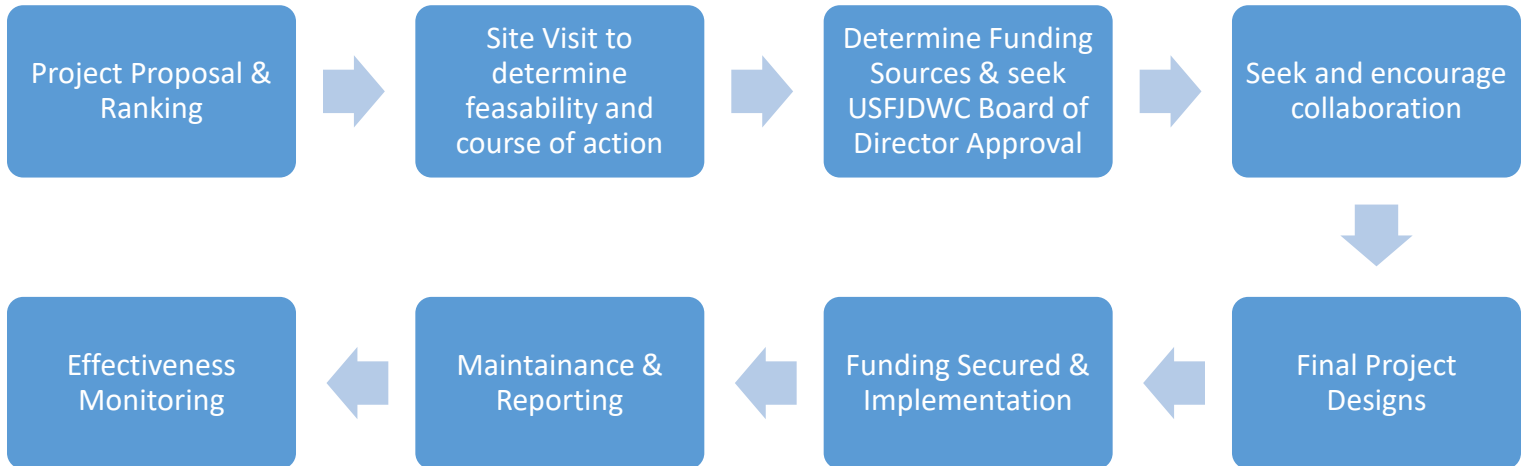 Project Proposal &
Ranking
Site Visit to
determine
feasability and
course of action
Determine Funding
Sources & seek
USFJDWC Board of
Director Approval
Seek and encourage
collaboration
Final Project
Designs
Funding Secured &
Implementation
Maintainance &
Reporting
Effectiveness
Monitoring